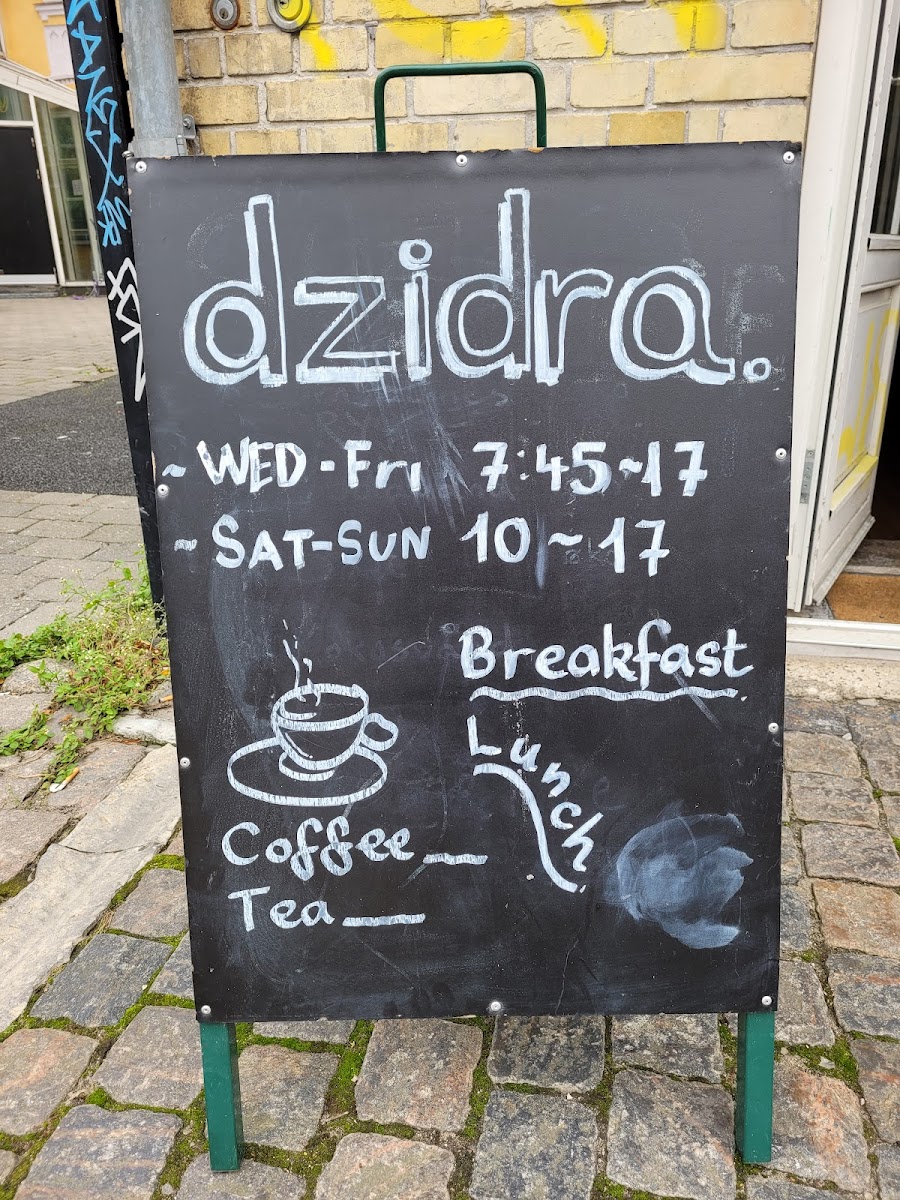 dzidra.
~ WED-Fri 7:45~17
~ SAT-SUN 10~17
Breakfast
Lunch
Coffee
Tea